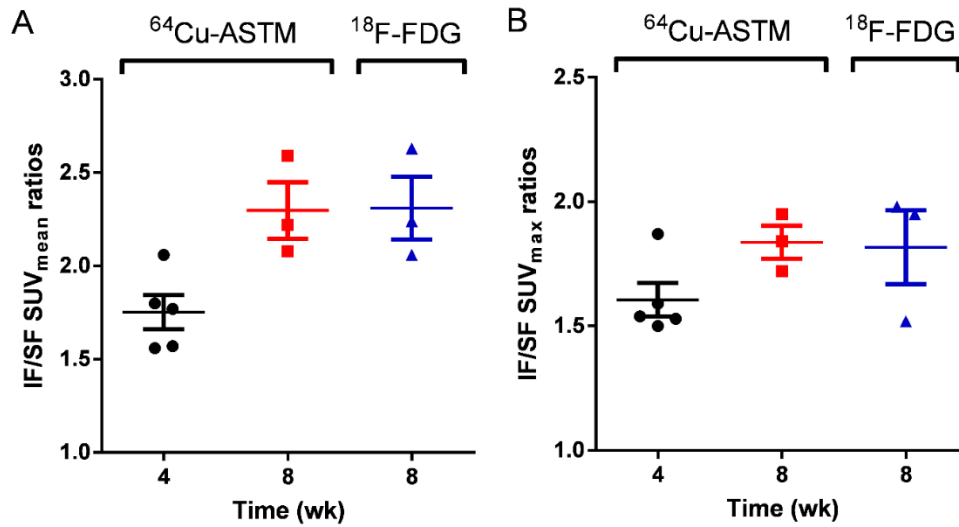 A
⁶⁴Cu-ASTM
¹⁸F-FDG
3.0
2.5
2.0
1.5
1.0
IF/SF SUVmean ratios
4
8
8
Time (wk)
B
⁶⁴Cu-ASTM
¹⁸F-FDG
2.5
2.0
1.5
1.0
IF/SF SUVmax ratios
4
8
8
Time (wk)